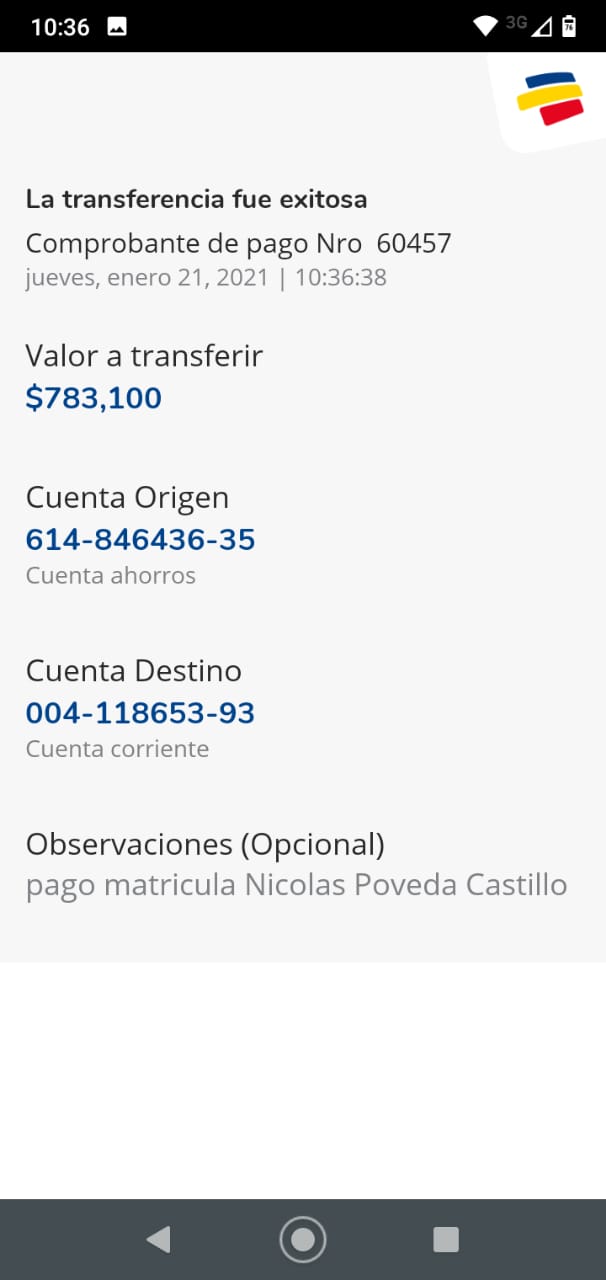 10:36
3G
76
La transferencia fue exitosa
Comprobante de pago Nro 60457
jueves, enero 21, 2021 | 10:36:38
Valor a transferir
$783,100
Cuenta Origen
614-846436-35
Cuenta ahorros
Cuenta Destino
004-118653-93
Cuenta corriente
Observaciones (Opcional)
pago matricula Nicolas Poveda Castillo